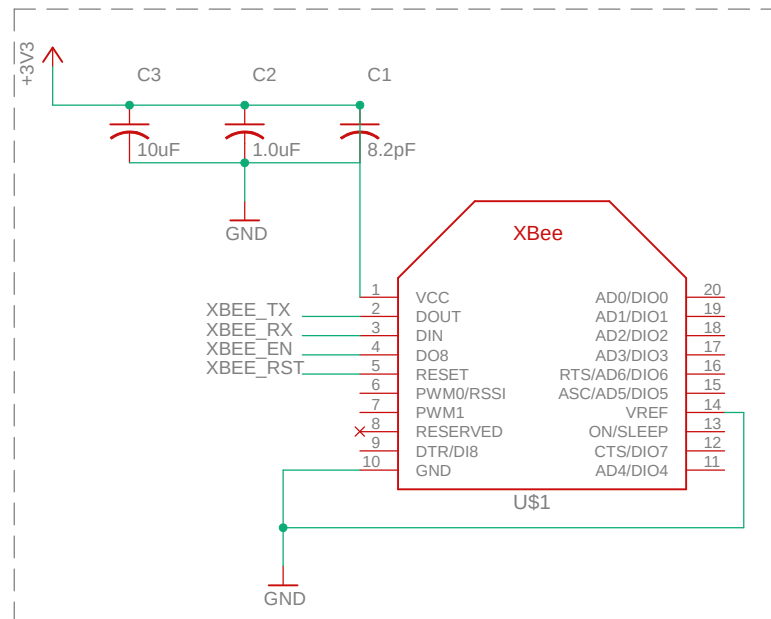 +3V3
C3
C2
C1
10uF
1.0uF
8.2pF
GND
XBee
XBEE_TX
XBEE_RX
XBEE_EN
XBEE_RST
1 VCC
2 DOUT
3 DIN
4 DO8
5 RESET
6 PWM0/RSSI
7 PWM1
8 RESERVED
9 DTR/DI8
10 GND
AD0/DIO0 20
AD1/DIO1 19
AD2/DIO2 18
AD3/DIO3 17
RTS/AD6/DIO6 16
ASC/AD5/DIO5 15
VREF 14
ON/SLEEP 13
CTS/DIO7 12
AD4/DIO4 11
U$1
GND